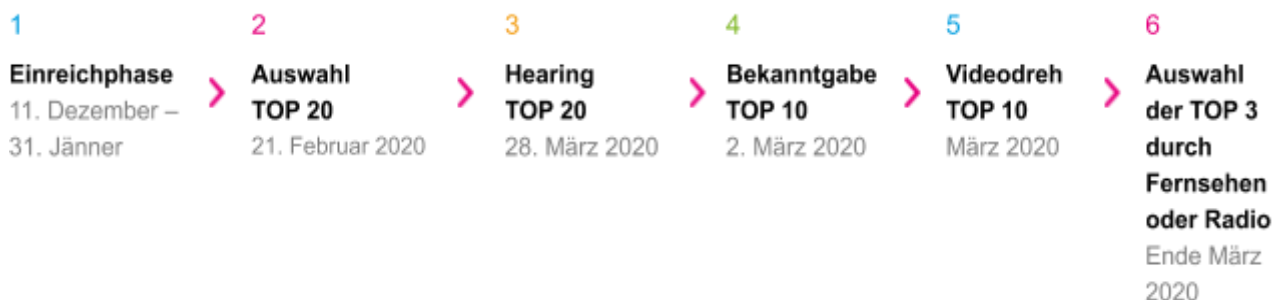 1
Einreichphase
11. Dezember –
31. Jänner
2
Auswahl
TOP 20
21. Februar 2020
3
Hearing
TOP 20
28. März 2020
4
Bekanntgabe
TOP 10
2. März 2020
5
Videodreh
TOP 10
März 2020
6
Auswahl
der TOP 3
durch
Fernsehen
oder Radio
Ende März
2020